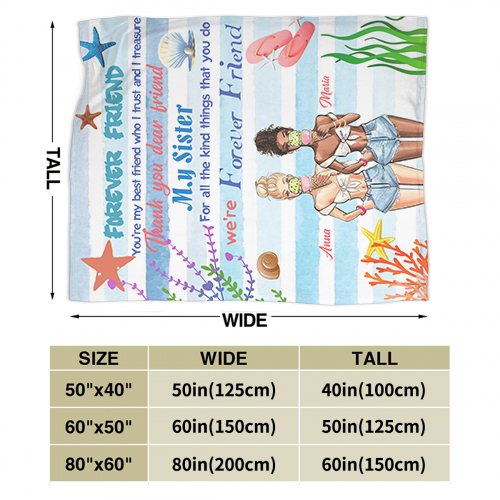 FOREVER FRIEND
You're my best friend who I trust and I treasure
Thank you dear friend
My Sister
For all the kind things that you do
we're Forever Friend
Maria
Anna
TALL
WIDE
SIZE WIDE TALL
50"x40" 50in(125cm) 40in(100cm)
60"x50" 60in(150cm) 50in(125cm)
80"x60" 80in(200cm) 60in(150cm)